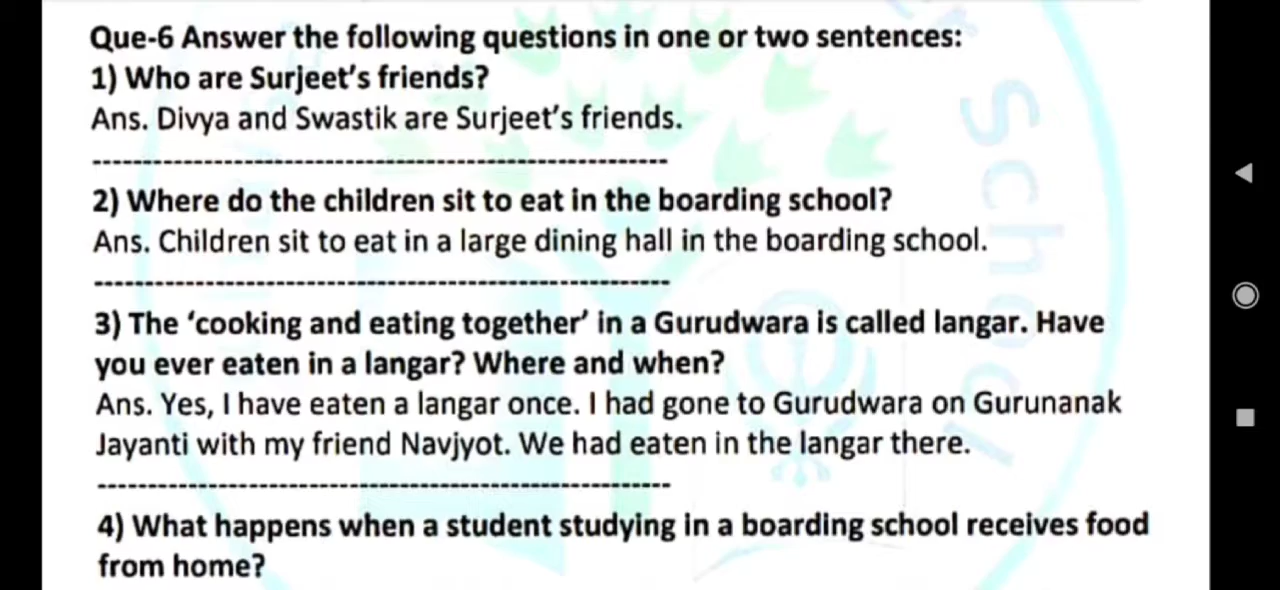 Que-6 Answer the following questions in one or two sentences:
1) Who are Surjeet's friends?
Ans. Divya and Swastik are Surjeet's friends.
---------------------------------------------------------
2) Where do the children sit to eat in the boarding school?
Ans. Children sit to eat in a large dining hall in the boarding school.
---------------------------------------------------------
3) The 'cooking and eating together' in a Gurudwara is called langar. Have
you ever eaten in a langar? Where and when?
Ans. Yes, I have eaten a langar once. I had gone to Gurudwara on Gurunanak
Jayanti with my friend Navjyot. We had eaten in the langar there.
---------------------------------------------------------
4) What happens when a student studying in a boarding school receives food
from home?
School